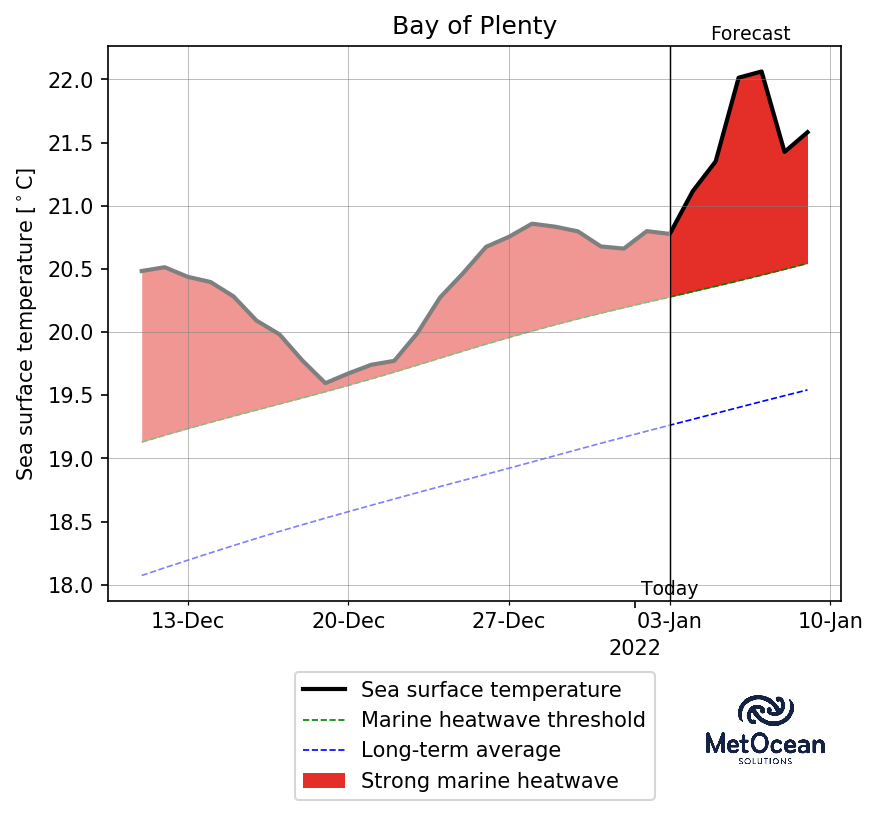 Bay of Plenty
Forecast
Sea surface temperature [°C]
22.0
21.5
21.0
20.5
20.0
19.5
19.0
18.5
18.0
Today
13-Dec 20-Dec 27-Dec 03-Jan 10-Jan
2022
Sea surface temperature
Marine heatwave threshold
Long-term average
Strong marine heatwave
MetOcean
SOLUTIONS